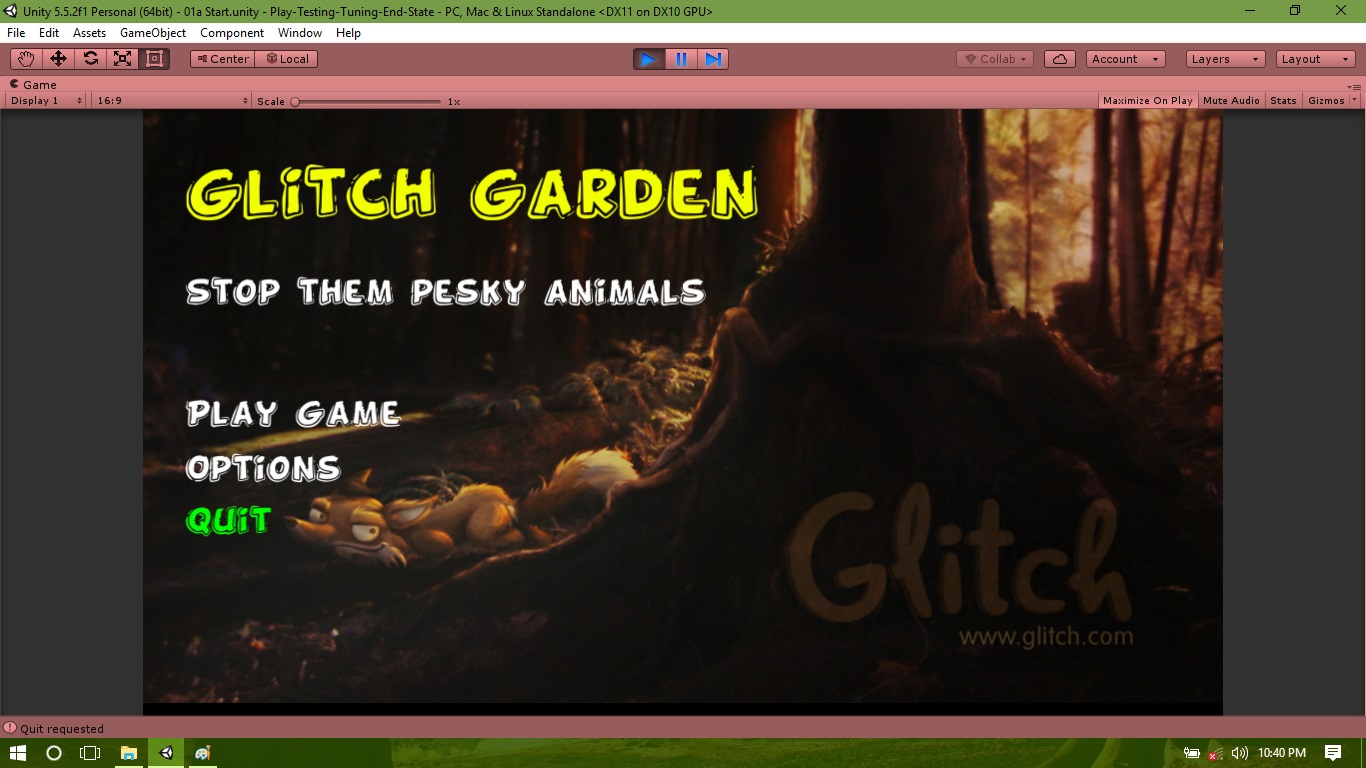 Unity 5.5.2f1 Personal (64bit) - 01a Start.unity - Play-Testing-Tuning-End-State - PC, Mac & Linux Standalone <DX11 on DX10 GPU>
File Edit Assets GameObject Component Window Help
Center Local Collab Account Layers Layout
Game
Display 1 16:9 Scale 1x Maximize On Play Mute Audio Stats Gizmos
GLiTCH GARDEN
STOP THEM PESKY ANiMALS
PLAY GAME
OPTiONS
QUiT
Glitch
www.glitch.com
Quit requested
10:40 PM